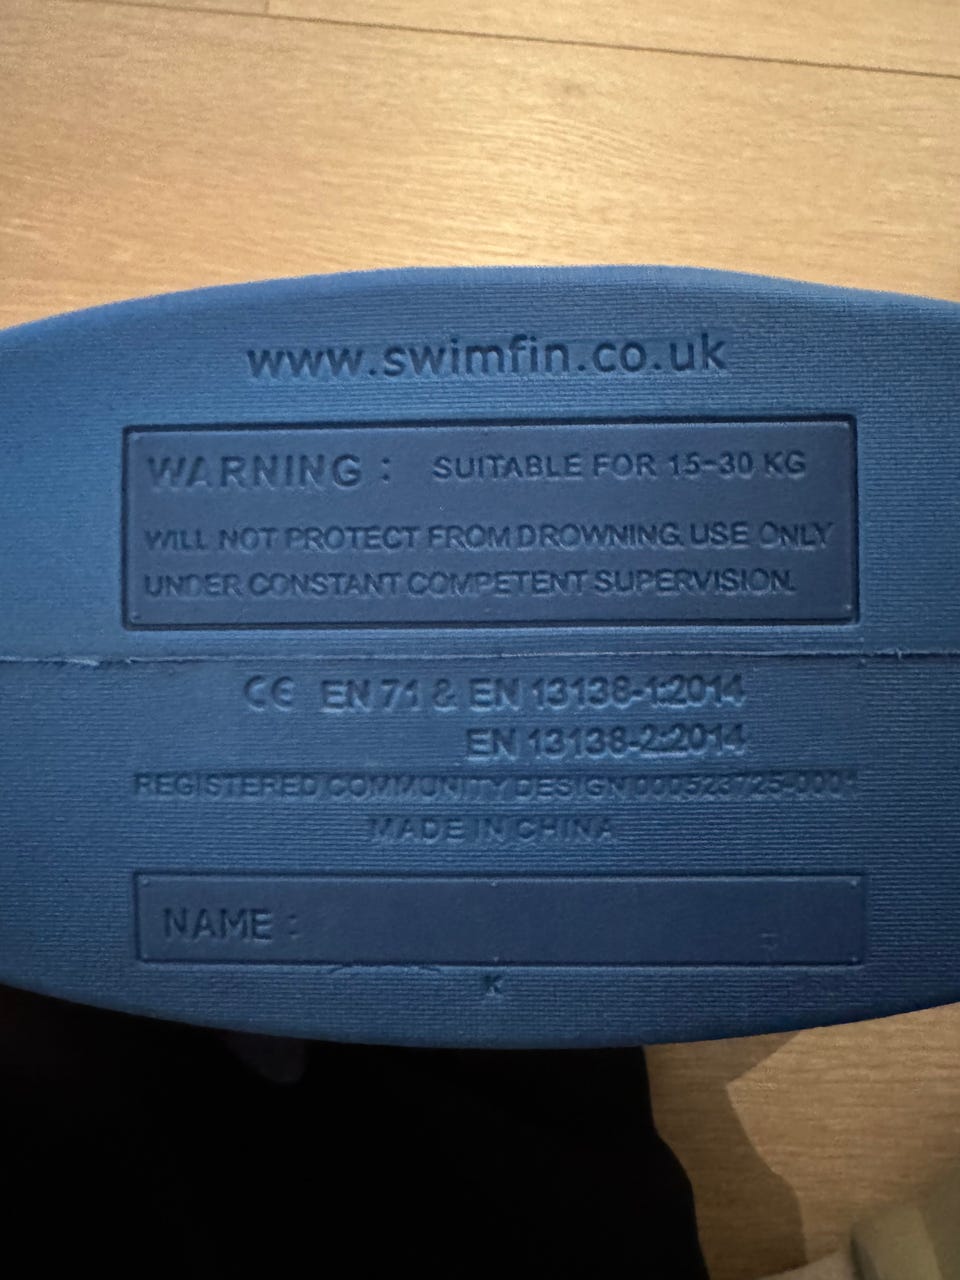 www.swimfin.co.uk
WARNING : SUITABLE FOR 15-30 KG
WILL NOT PROTECT FROM DROWNING. USE ONLY
UNDER CONSTANT COMPETENT SUPERVISION.
CE EN 71 & EN 13138-1:2014
EN 13138-2:2014
REGISTERED COMMUNITY DESIGN 000523725-0001
MADE IN CHINA
NAME :
K